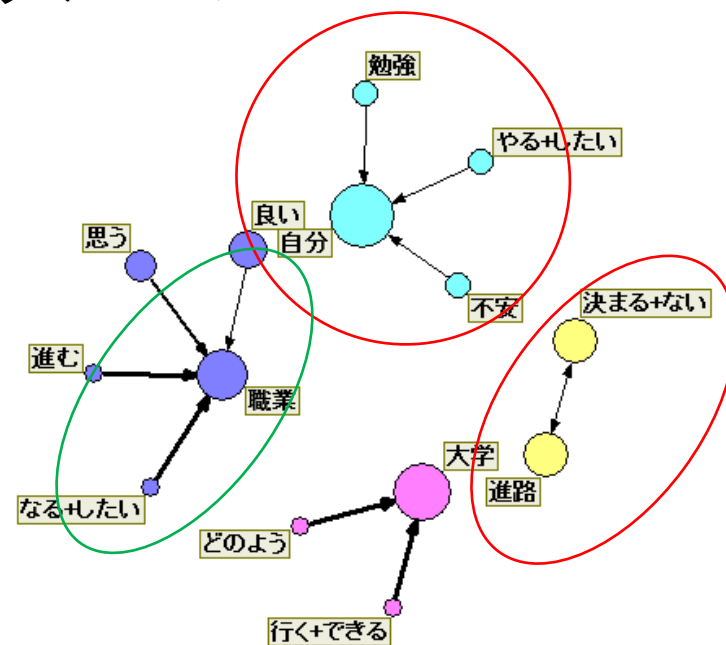 勉強
やる+したい
良い
自分
思う
不安
決まる+ない
進む
職業
大学
進路
なる+したい
どのよう
行く+できる